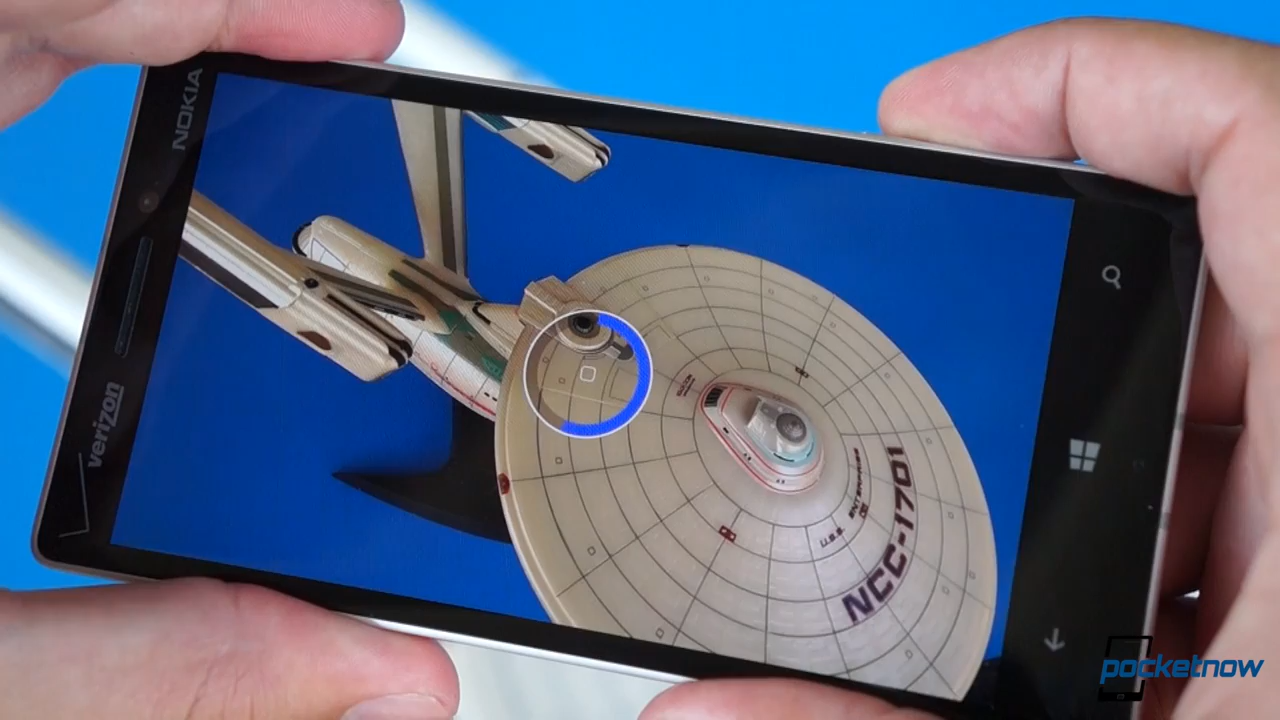 NOKIA
verizon
U.S.S. ENTERPRISE
NCC-1701
pocketnow